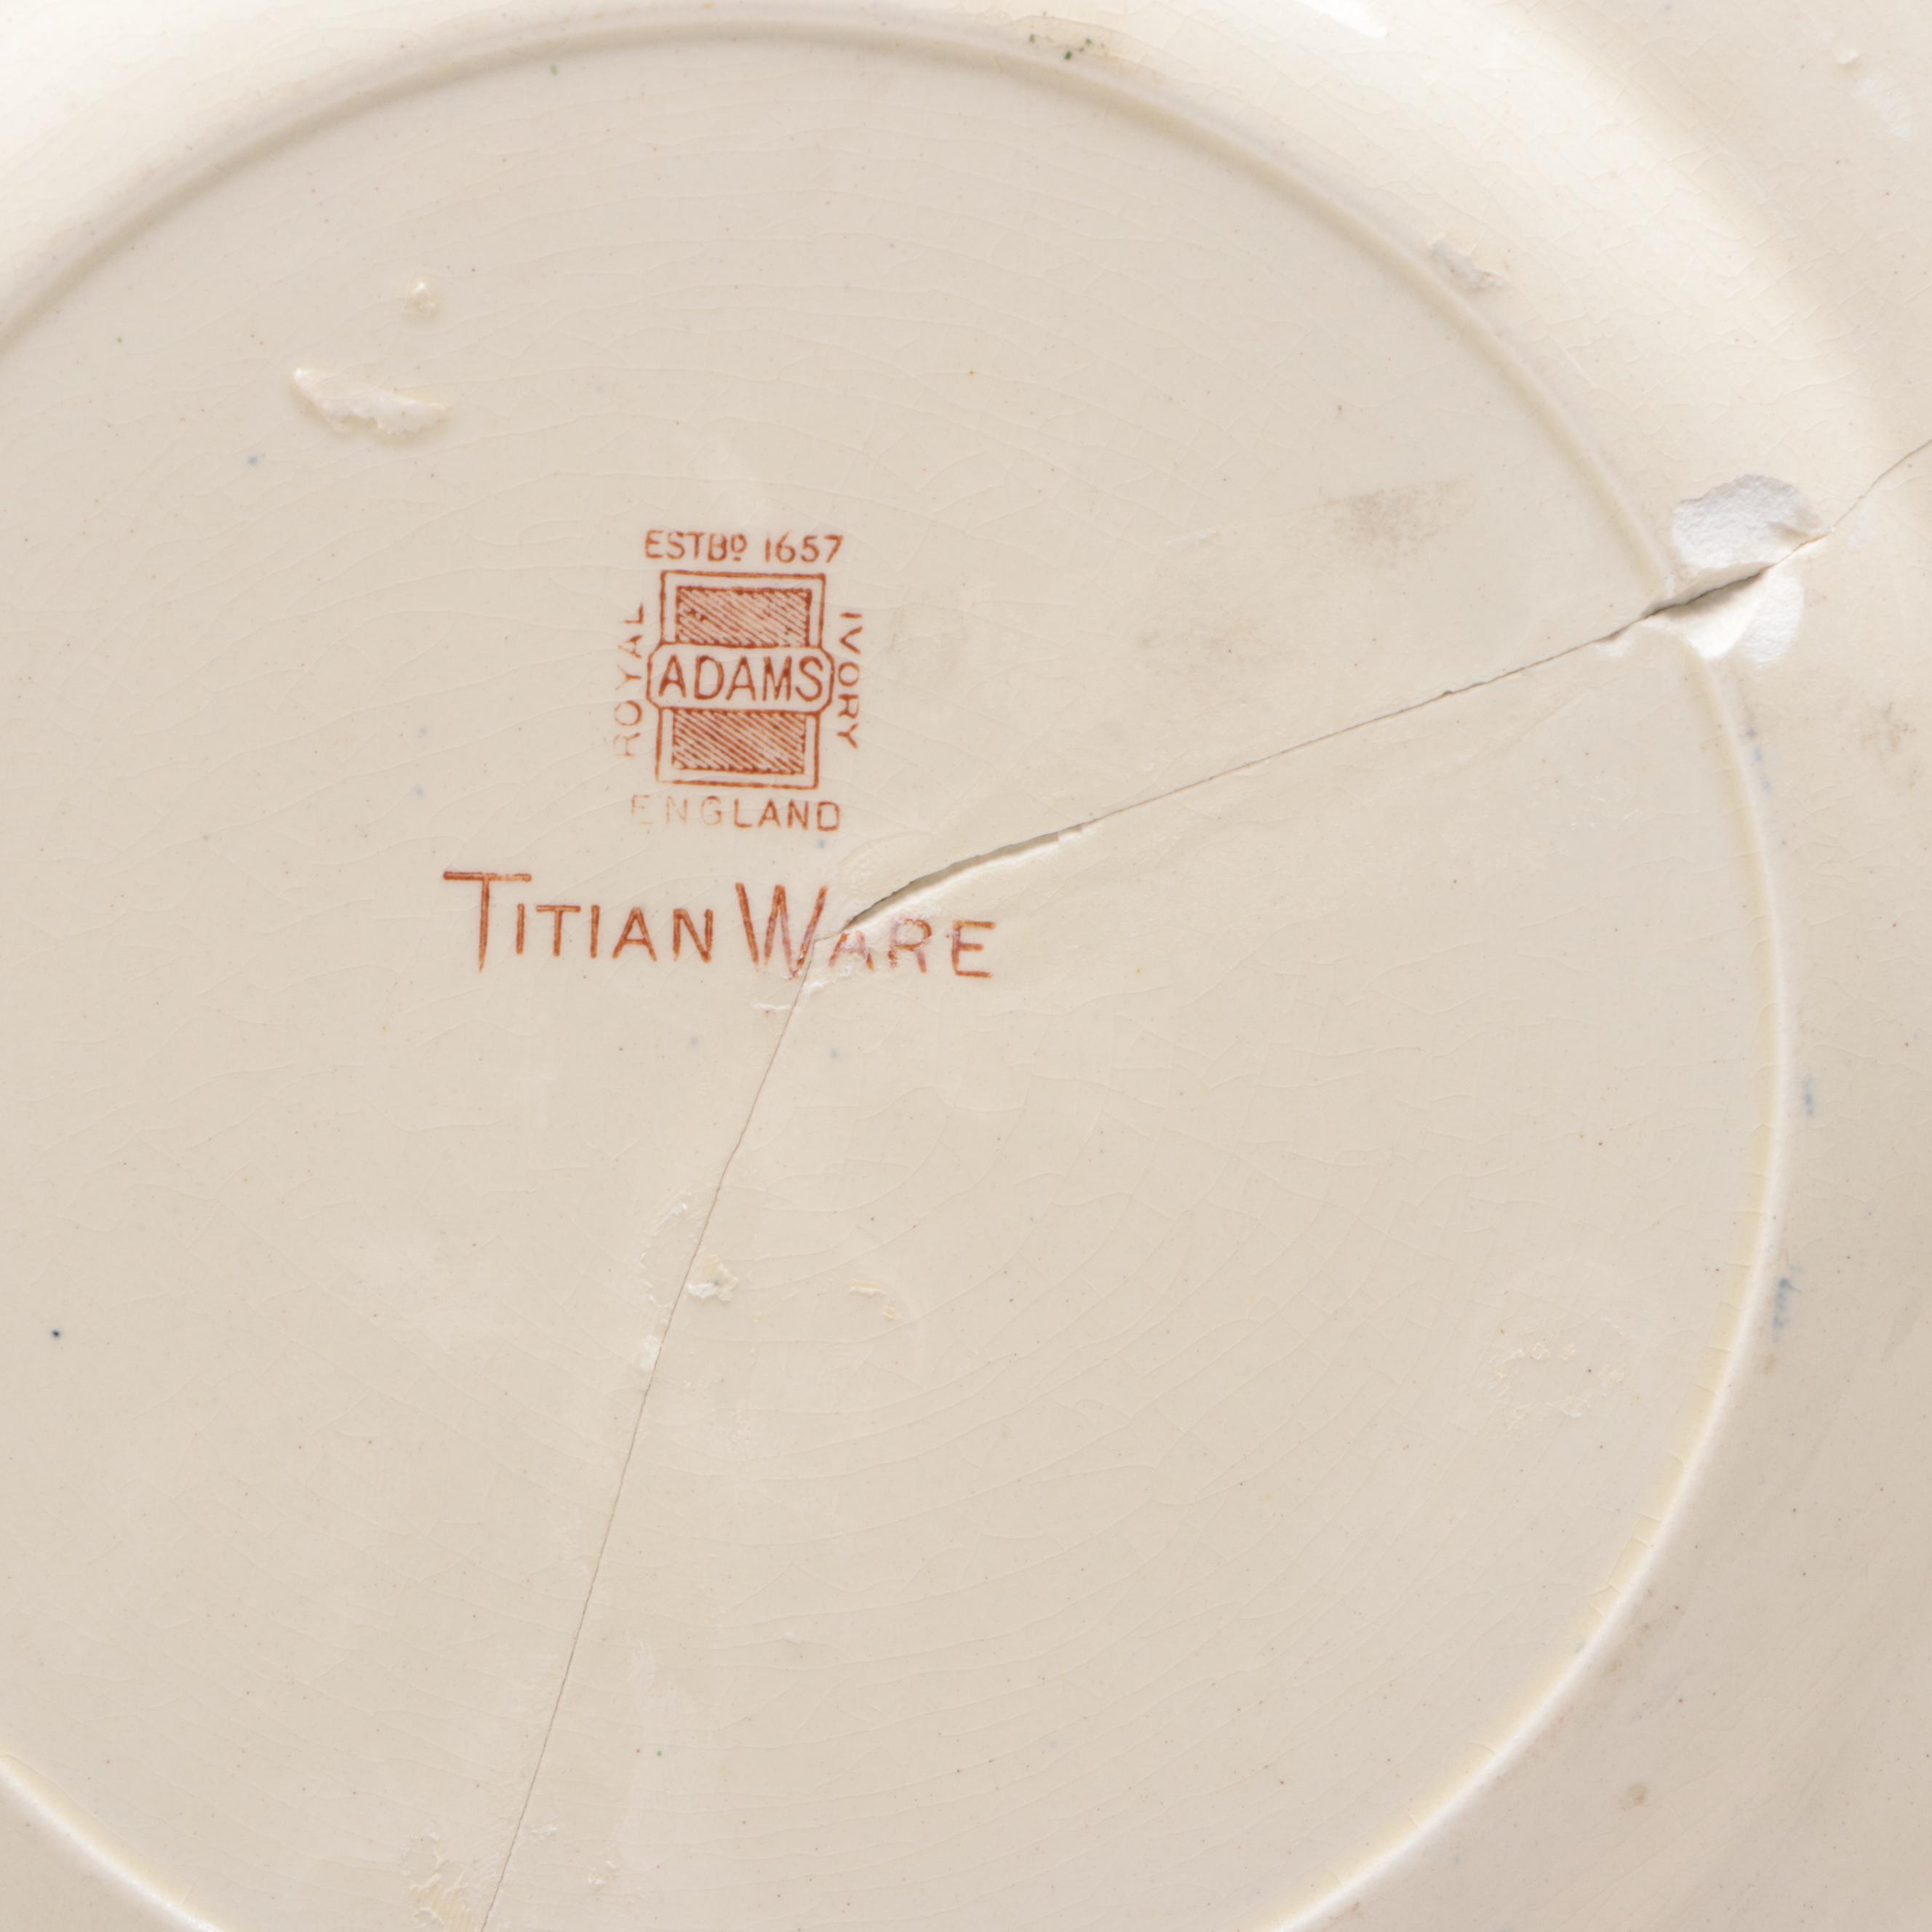 ESTBD 1657
ROYAL
ADAMS
IVORY
ENGLAND
TITIAN WARE